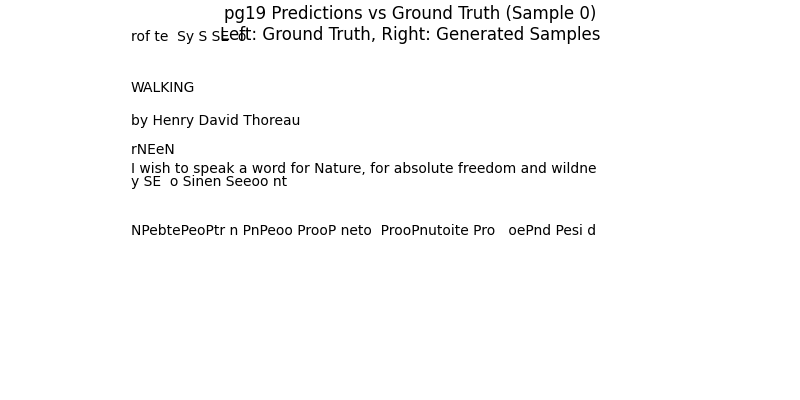 pg19 Predictions vs Ground Truth (Sample 0)
Left: Ground Truth, Right: Generated Samples
rof te  Sy S SE  o
WALKING
by Henry David Thoreau
rNEeN
I wish to speak a word for Nature, for absolute freedom and wildne
y SE  o Sinen Seeoo nt
NPebtePeoPtr n PnPeoo ProoP neto  ProoPnutoite Pro   oePnd Pesi d